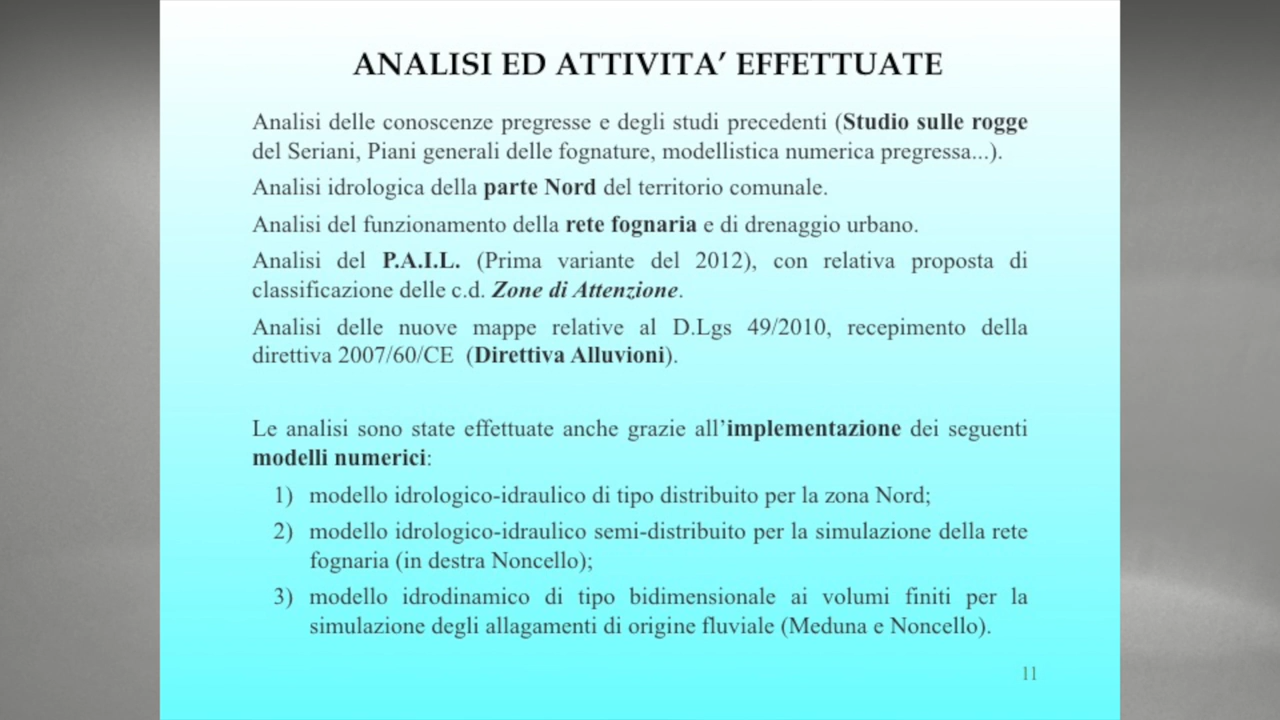 ANALISI ED ATTIVITA’ EFFETTUATE
Analisi delle conoscenze pregresse e degli studi precedenti (Studio sulle rogge
del Seriani, Piani generali delle fognature, modellistica numerica pregressa...).
Analisi idrologica della parte Nord del territorio comunale.
Analisi del funzionamento della rete fognaria e di drenaggio urbano.
Analisi del P.A.I.L. (Prima variante del 2012), con relativa proposta di
classificazione delle c.d. Zone di Attenzione.
Analisi delle nuove mappe relative al D.Lgs 49/2010, recepimento della
direttiva 2007/60/CE (Direttiva Alluvioni).
Le analisi sono state effettuate anche grazie all’implementazione dei seguenti
modelli numerici:
1) modello idrologico-idraulico di tipo distribuito per la zona Nord;
2) modello idrologico-idraulico semi-distribuito per la simulazione della rete
fognaria (in destra Noncello);
3) modello idrodinamico di tipo bidimensionale ai volumi finiti per la
simulazione degli allagamenti di origine fluviale (Meduna e Noncello).
11